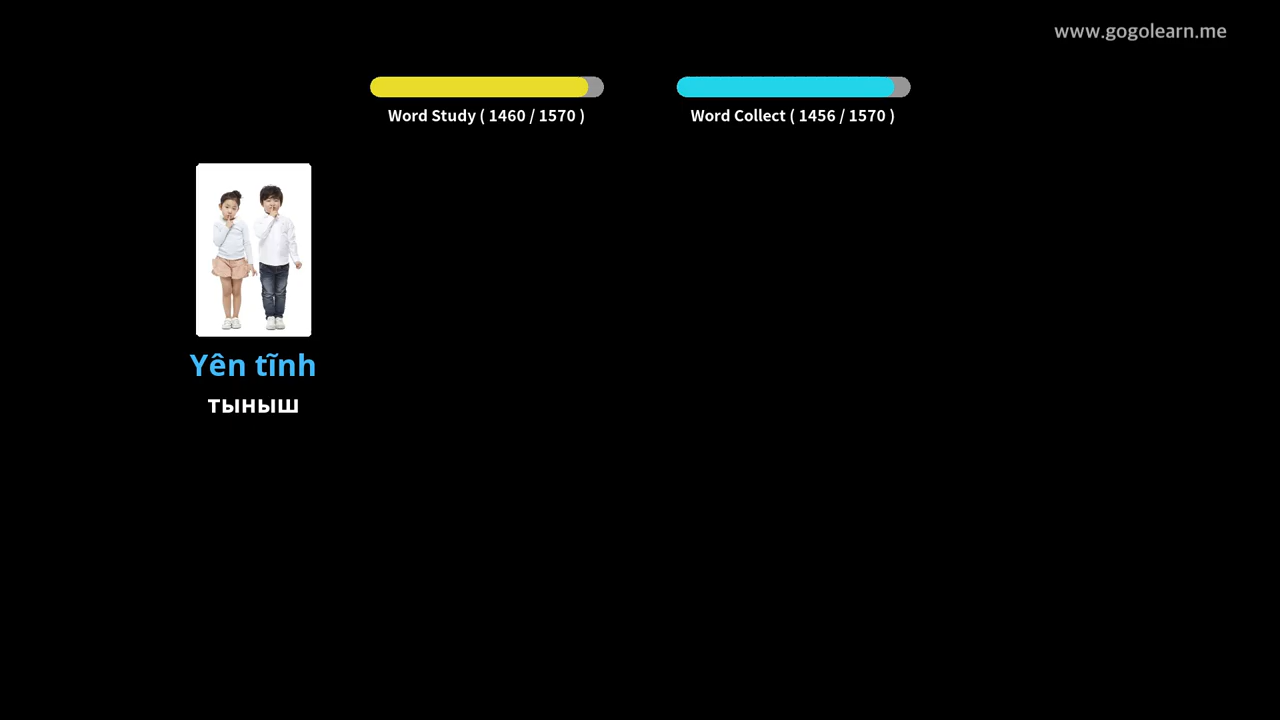 www.gogolearn.me
Word Study ( 1460 / 1570 )
Word Collect ( 1456 / 1570 )
Yên tĩnh
тыныш